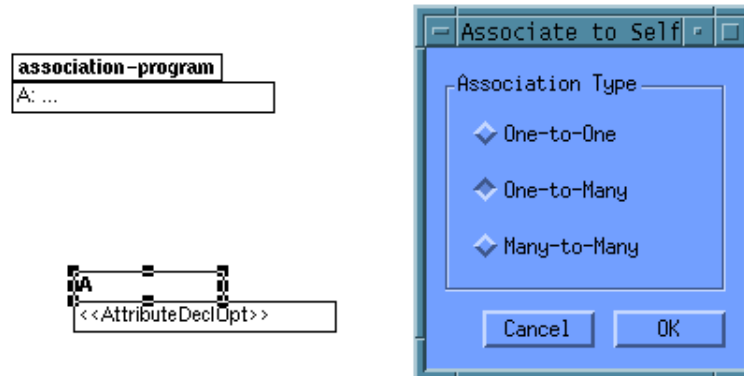 association-program
A: ...
A
<<AttributeDeclOpt>>
Associate to Self
Association Type
One-to-One
One-to-Many
Many-to-Many
Cancel OK